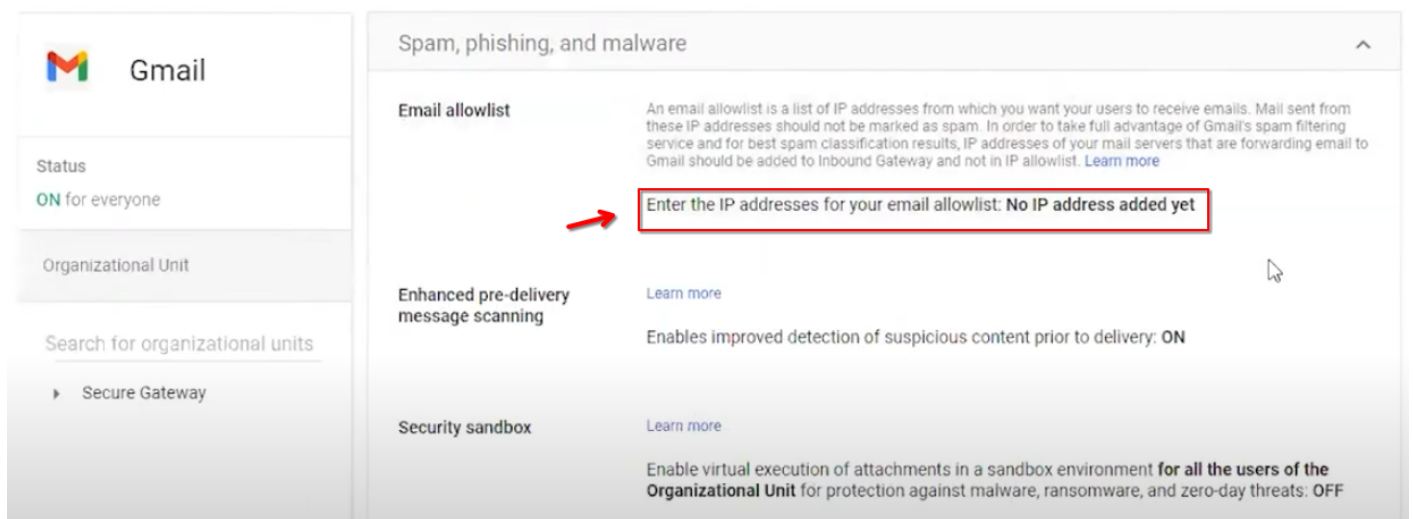 Gmail
Status
ON for everyone
Organizational Unit
Search for organizational units
Secure Gateway
Spam, phishing, and malware
Email allowlist
An email allowlist is a list of IP addresses from which you want your users to receive emails. Mail sent from
these IP addresses should not be marked as spam. In order to take full advantage of Gmail's spam filtering
service and for best spam classification results, IP addresses of your mail servers that are forwarding email to
Gmail should be added to Inbound Gateway and not in IP allowlist. Learn more
Enter the IP addresses for your email allowlist: No IP address added yet
Enhanced pre-delivery
message scanning
Learn more
Enables improved detection of suspicious content prior to delivery: ON
Security sandbox
Learn more
Enable virtual execution of attachments in a sandbox environment for all the users of the
Organizational Unit for protection against malware, ransomware, and zero-day threats: OFF